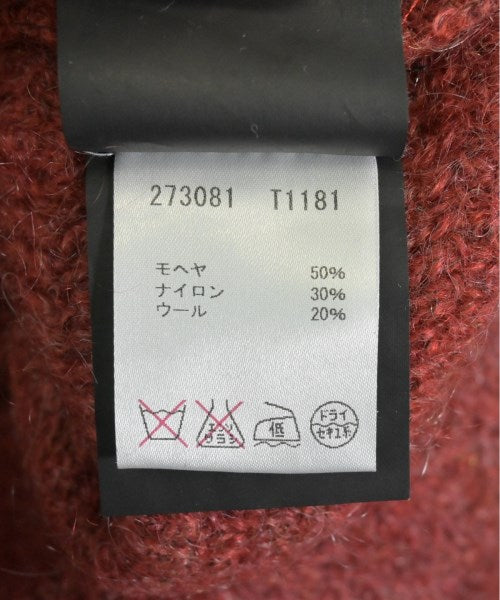 273081 T1181
モヘヤ 50%
ナイロン 30%
ウール 20%
エンソ
サラシ
低
ドライ
セキユ系